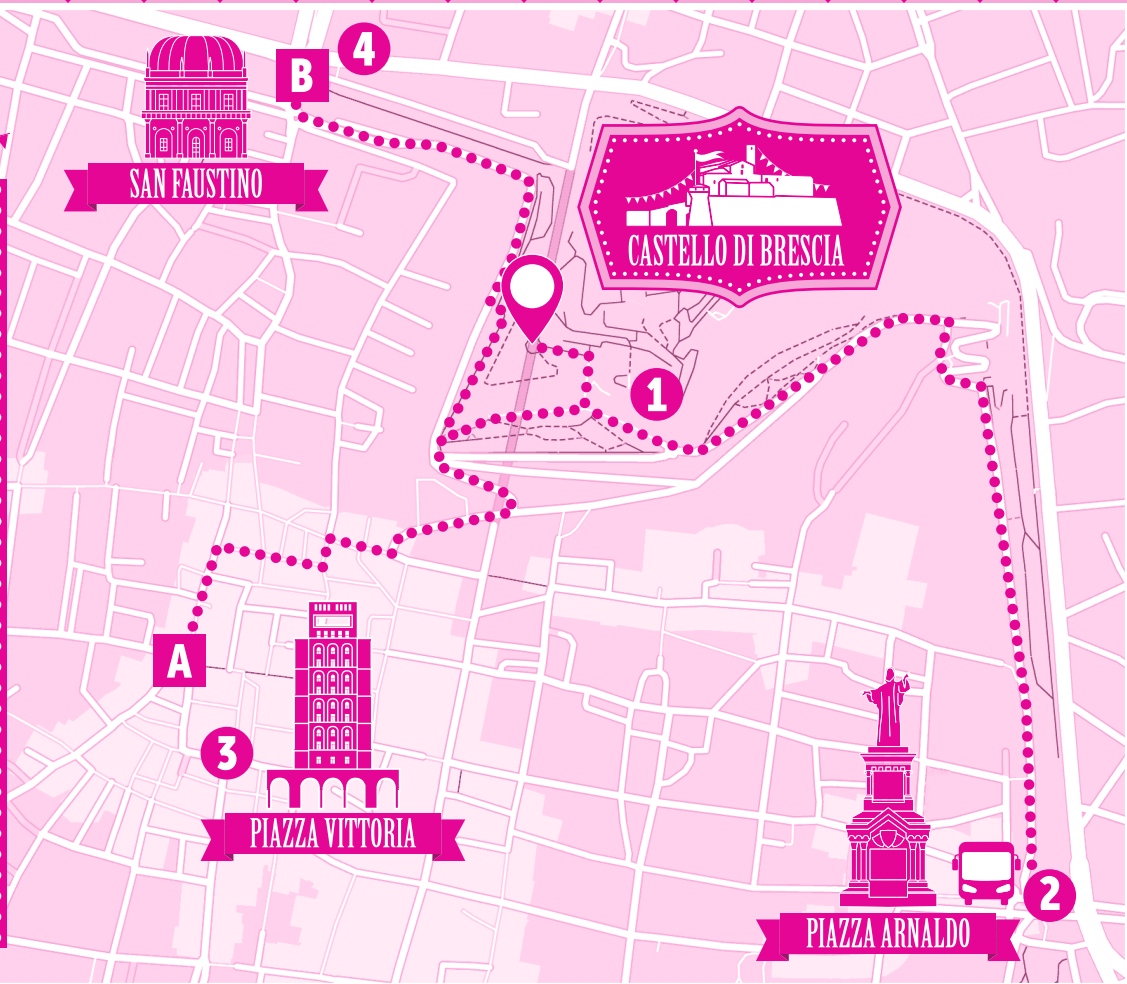 B
4
SAN FAUSTINO
CASTELLO DI BRESCIA
1
A
3
PIAZZA VITTORIA
2
PIAZZA ARNALDO